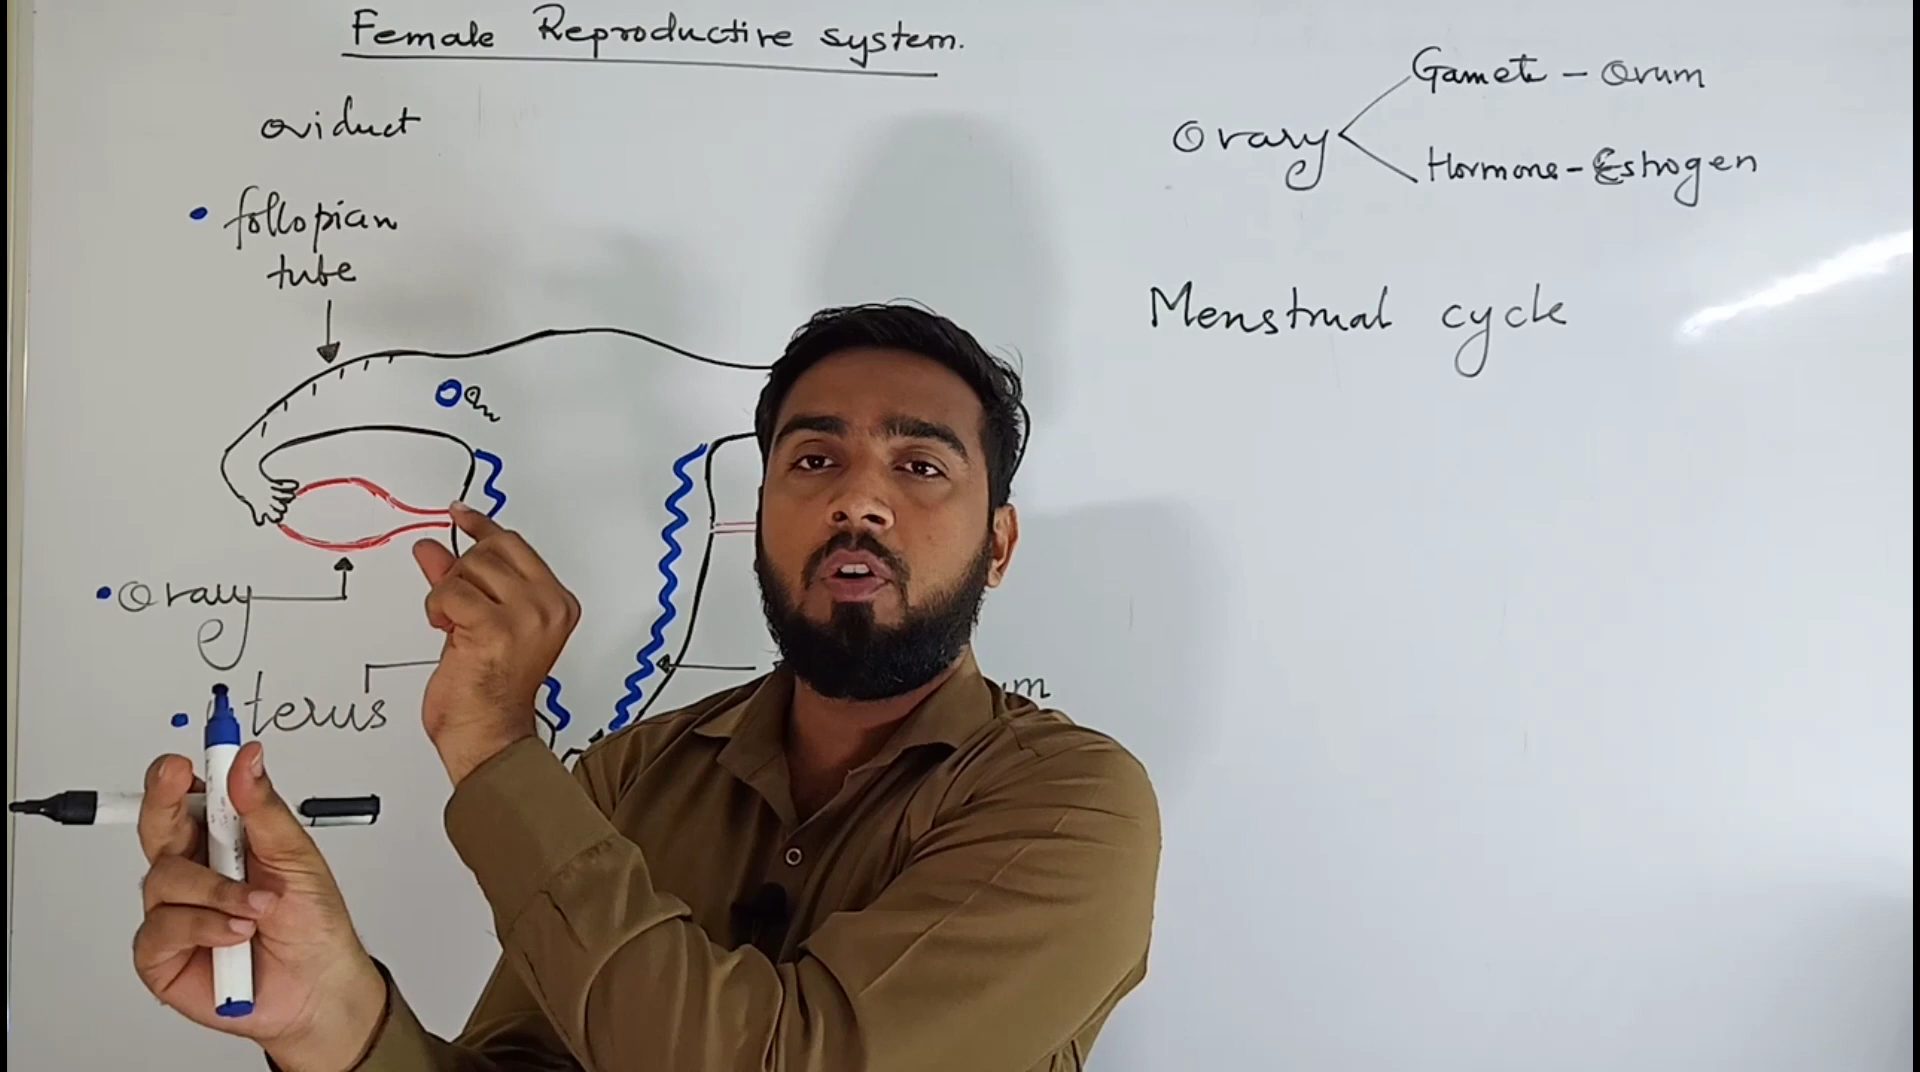 Female Reproductive system.
oviduct
follopian
tube
Ovary
terus
Ovary
Gamete - Ovum
Hormone - Estrogen
Menstrual cycle